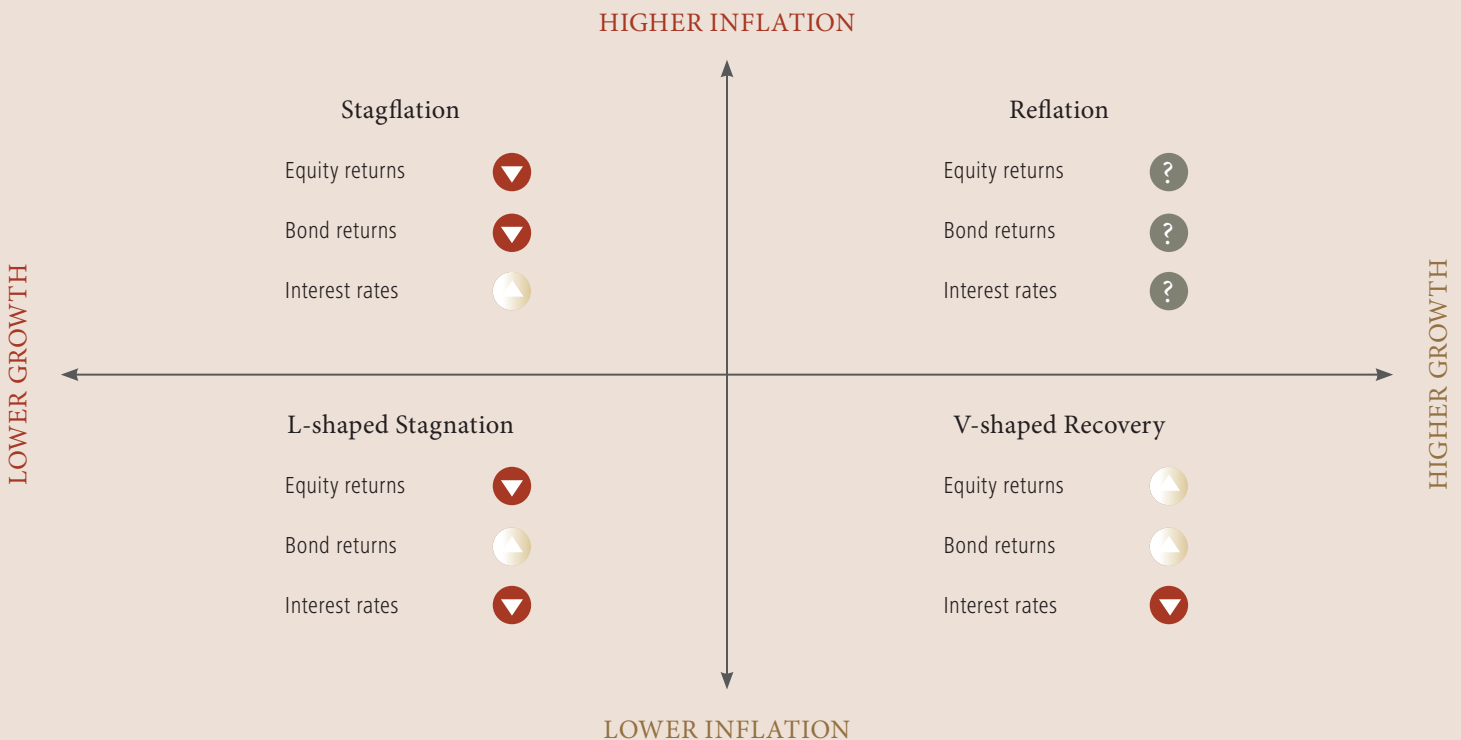 HIGHER INFLATION
Stagflation
Equity returns
Bond returns
Interest rates
Reflation
Equity returns ?
Bond returns ?
Interest rates ?
LOWER GROWTH
HIGHER GROWTH
L-shaped Stagnation
Equity returns
Bond returns
Interest rates
V-shaped Recovery
Equity returns
Bond returns
Interest rates
LOWER INFLATION